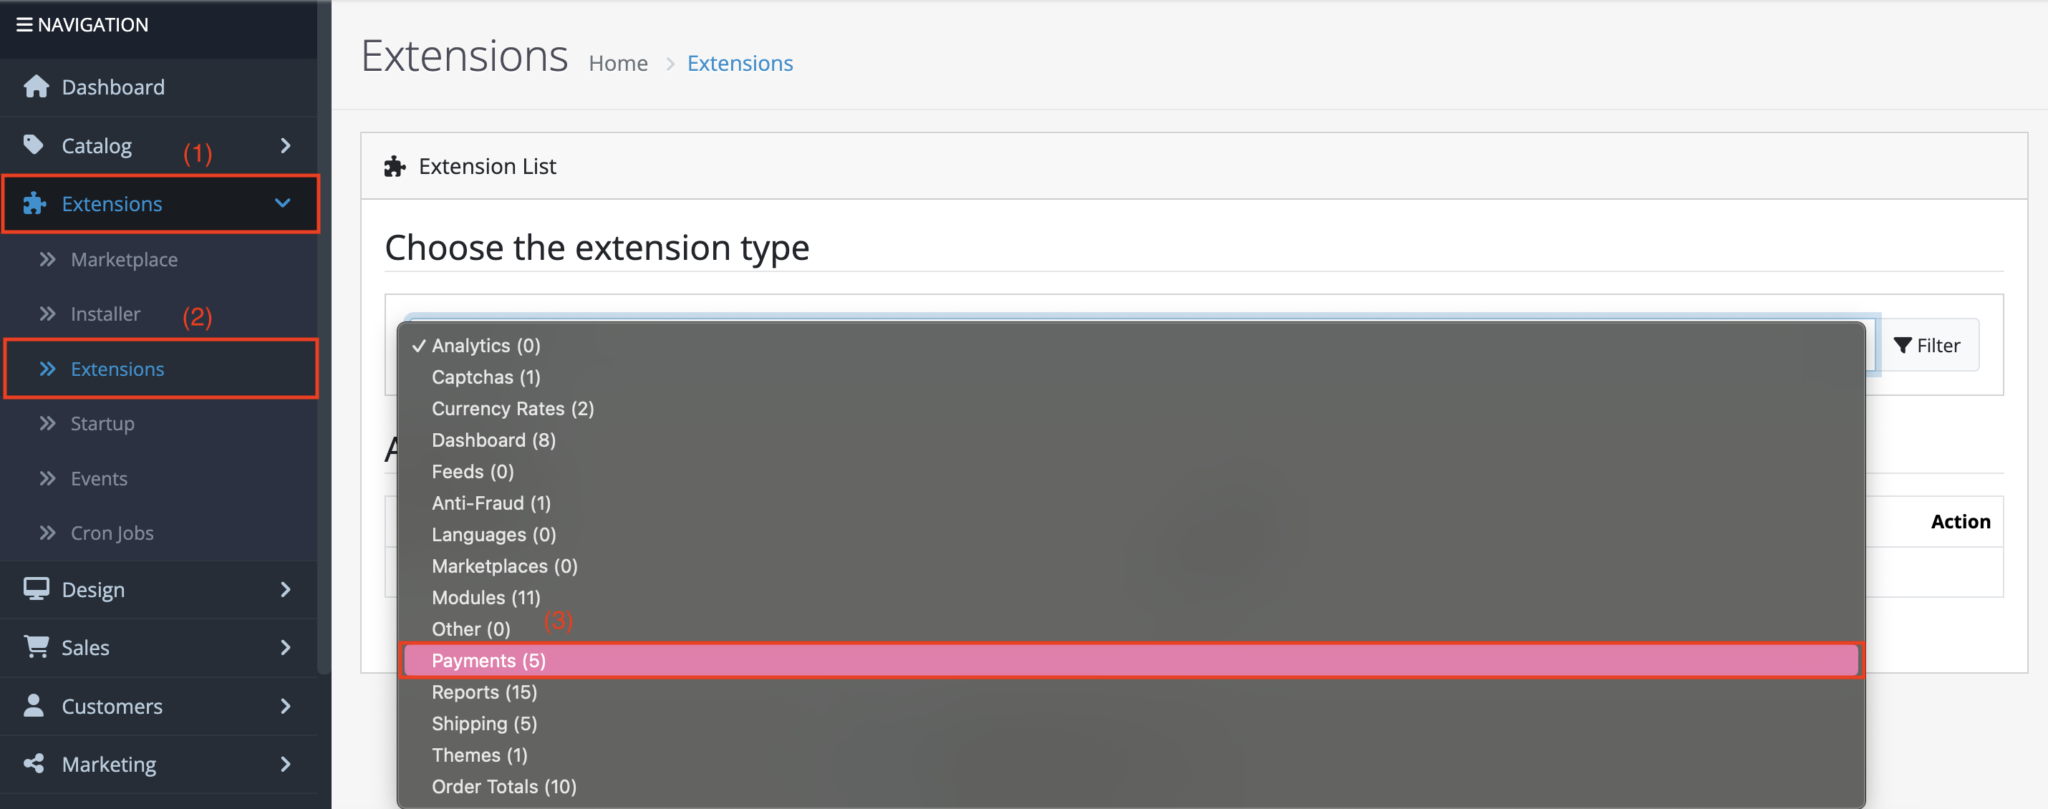 NAVIGATION
Dashboard
Catalog
(1)
Extensions
Marketplace
Installer
(2)
Extensions
Startup
Events
Cron Jobs
Design
Sales
Customers
Marketing
Extensions Home Extensions
Extension List
Choose the extension type
Analytics (0)
Filter
Captchas (1)
Currency Rates (2)
Dashboard (8)
A
Feeds (0)
Anti-Fraud (1)
Action
Languages (0)
Marketplaces (0)
Modules (11)
Other (0)
(3)
Payments (5)
Reports (15)
Shipping (5)
Themes (1)
Order Totals (10)